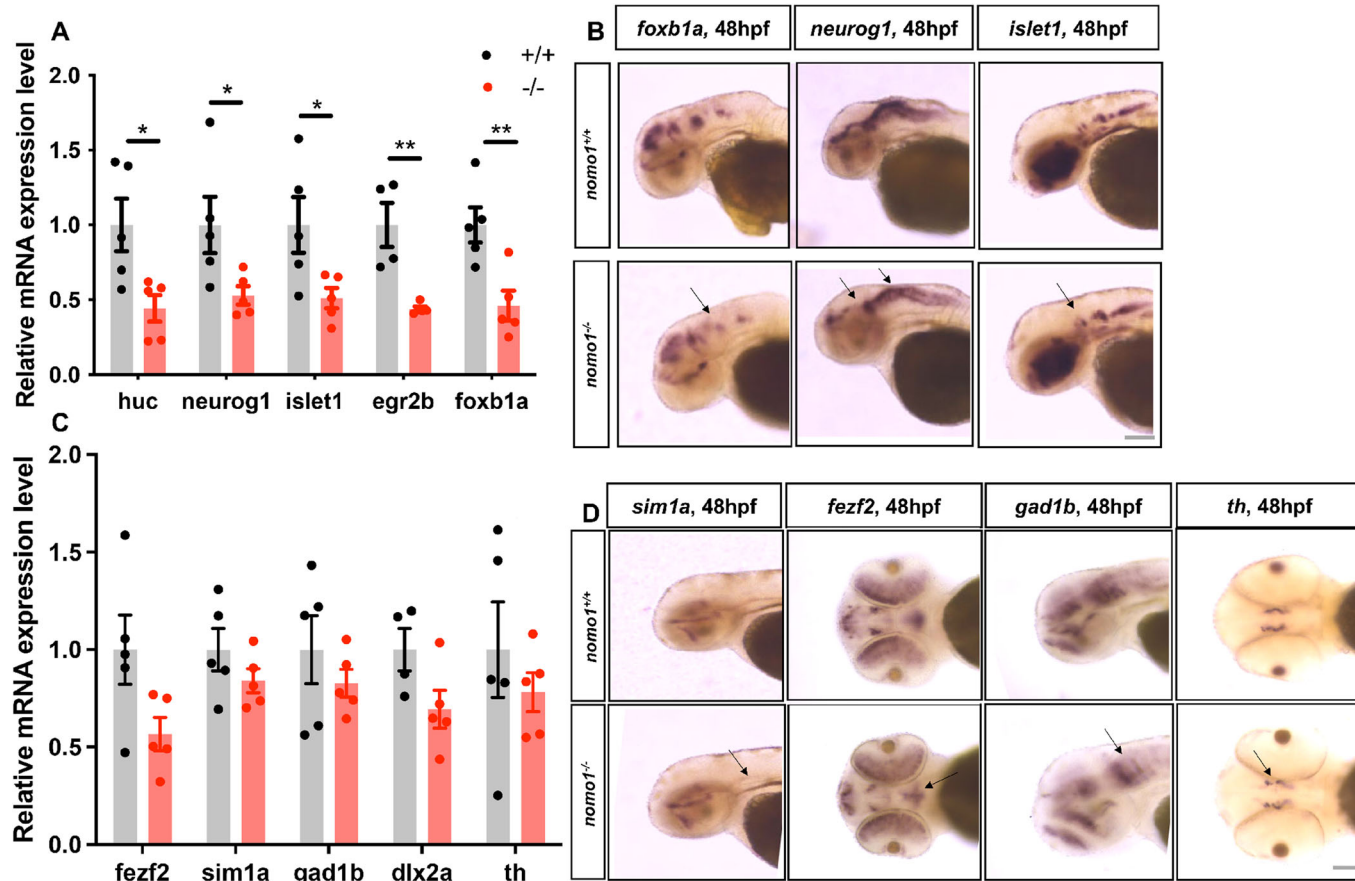 A
+/+
-/-
Relative mRNA expression level
2.0
1.5
1.0
0.5
0.0
*
*
*
**
**
huc neurog1 islet1 egr2b foxb1a
B
foxb1a, 48hpf neurog1, 48hpf islet1, 48hpf
nomo1+/+
nomo1-/-
C
Relative mRNA expression level
2.0
1.5
1.0
0.5
0.0
fezf2 sim1a gad1b dlx2a th
D
sim1a, 48hpf fezf2, 48hpf gad1b, 48hpf th, 48hpf
nomo1+/+
nomo1-/-